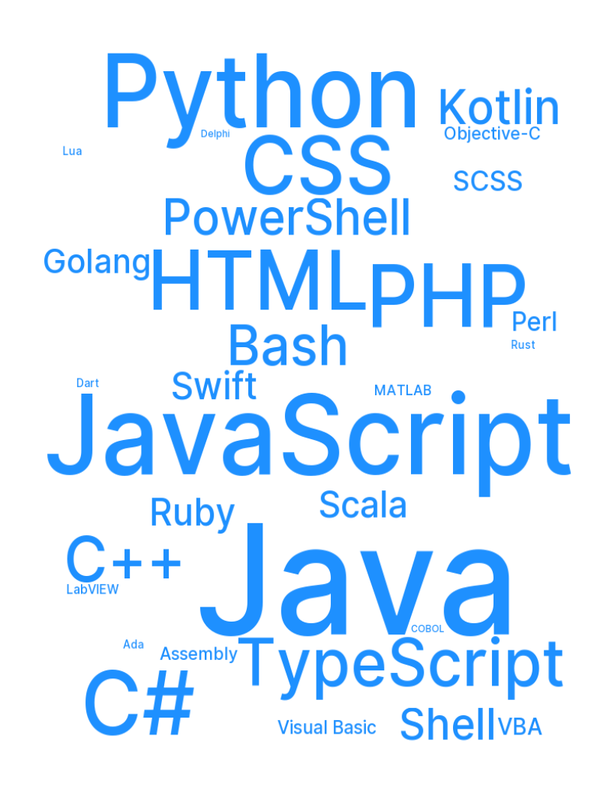 Python
Kotlin
Delphi
Objective-C
CSS
Lua
SCSS
PowerShell
Golang
HTML
PHP
Perl
Bash
Rust
Dart
Swift
MATLAB
JavaScript
Ruby
Scala
C++
Java
LabVIEW
COBOL
Ada
Assembly
TypeScript
C#
Visual Basic
Shell
VBA